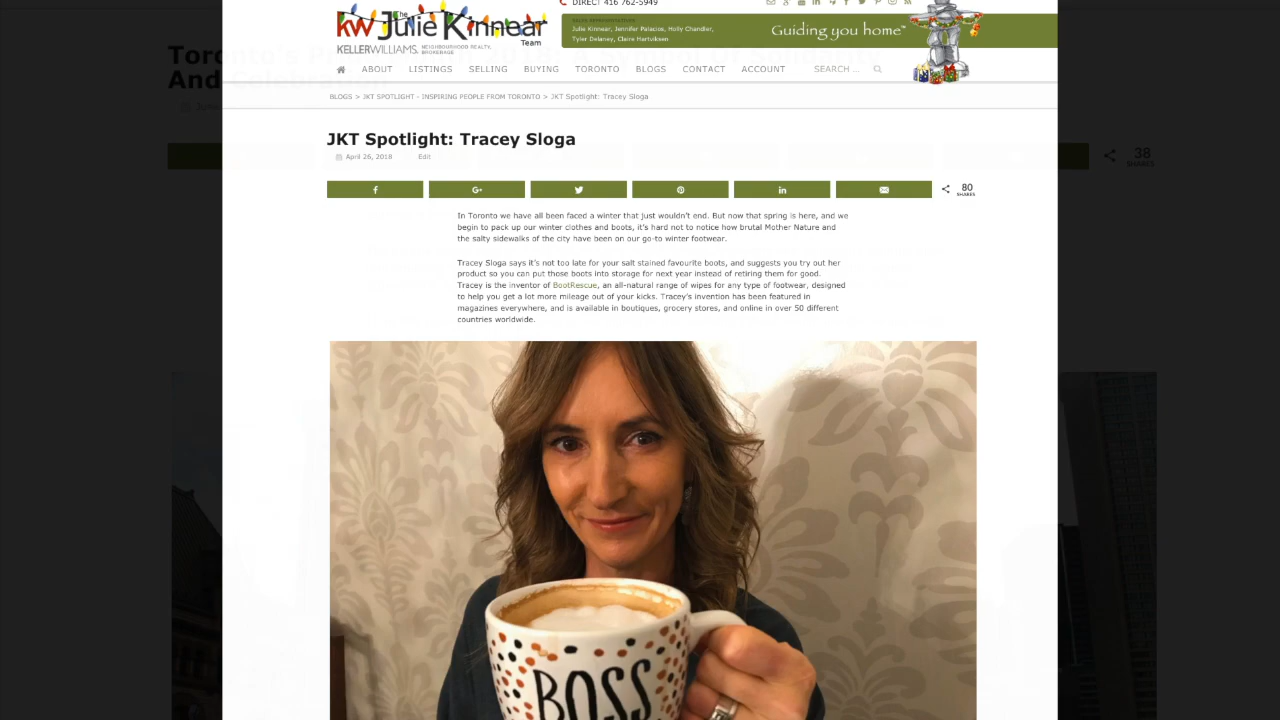 DIRECT 416 762-5949
kw The Julie Kinnear Team
KELLERWILLIAMS. NEIGHBOURHOOD REALTY, BROKERAGE
SALES REPRESENTATIVES
Julie Kinnear, Jennifer Palacios, Holly Chandler,
Tyler Delaney, Claire Hartviksen
Guiding you home™
ABOUT LISTINGS SELLING BUYING TORONTO BLOGS CONTACT ACCOUNT SEARCH ...
BLOGS > JKT SPOTLIGHT - INSPIRING PEOPLE FROM TORONTO > JKT Spotlight: Tracey Sloga
JKT Spotlight: Tracey Sloga
April 26, 2018 Edit
80
SHARES
38
SHARES
In Toronto we have all been faced a winter that just wouldn't end. But now that spring is here, and we
begin to pack up our winter clothes and boots, it's hard not to notice how brutal Mother Nature and
the salty sidewalks of the city have been on our go-to winter footwear.
Tracey Sloga says it's not too late for your salt stained favourite boots, and suggests you try out her
product so you can put those boots into storage for next year instead of retiring them for good.
Tracey is the inventor of BootRescue, an all-natural range of wipes for any type of footwear, designed
to help you get a lot more mileage out of your kicks. Tracey's invention has been featured in
magazines everywhere, and is available in boutiques, grocery stores, and online in over 50 different
countries worldwide.
BOSS